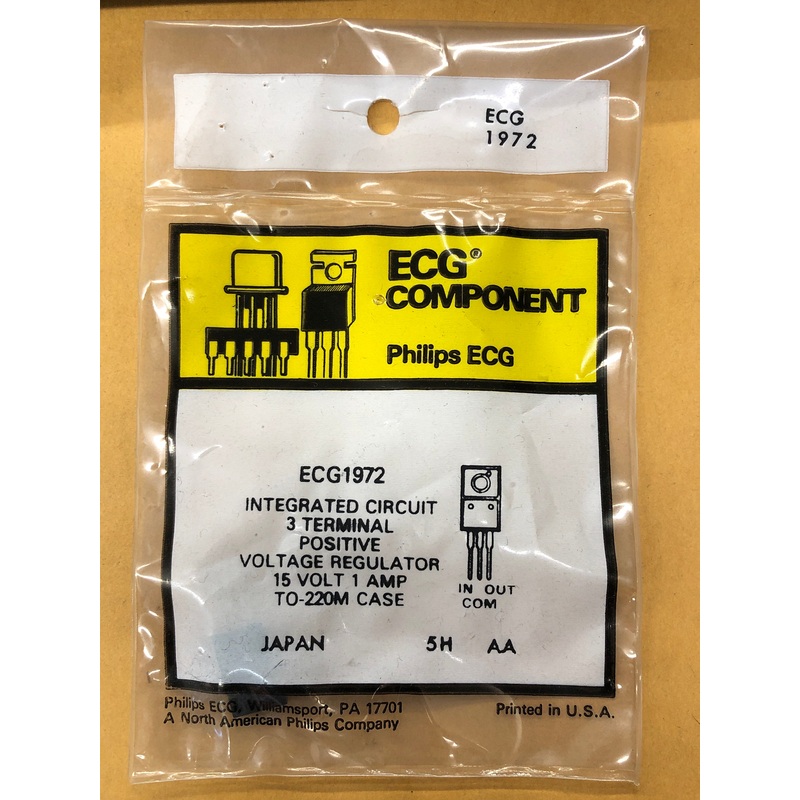 ECG
1972
ECG®
COMPONENT
Philips ECG
ECG1972
INTEGRATED CIRCUIT
3 TERMINAL
POSITIVE
VOLTAGE REGULATOR
15 VOLT 1 AMP
TO-220M CASE
IN OUT
COM
JAPAN 5H AA
Philips ECG, Williamsport, PA 17701
A North American Philips Company
Printed in U.S.A.